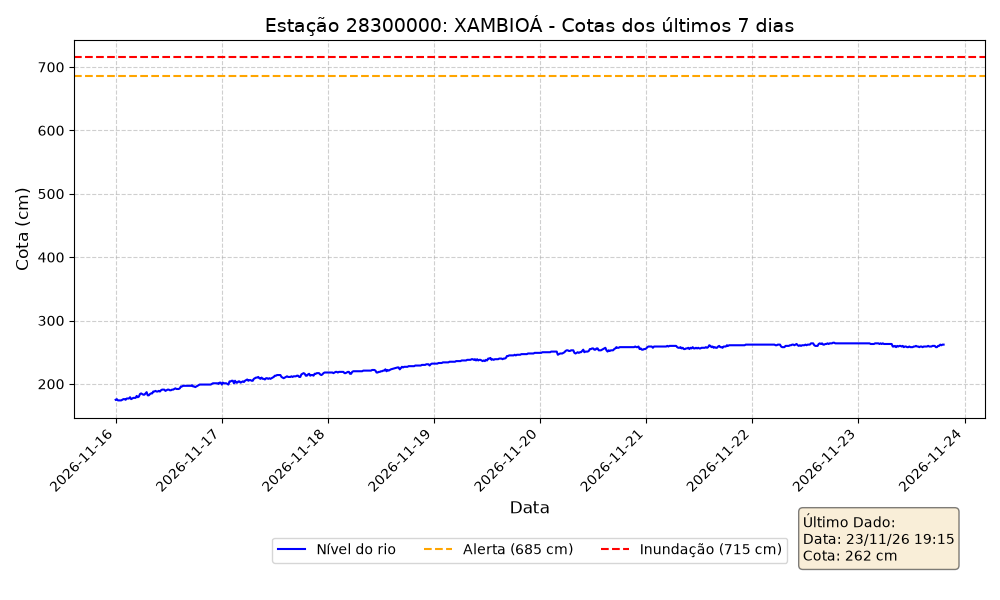 Estação 28300000: XAMBIOÁ - Cotas dos últimos 7 dias
Cota (cm)
700
600
500
400
300
200
2026-11-16
2026-11-17
2026-11-18
2026-11-19
2026-11-20
2026-11-21
2026-11-22
2026-11-23
2026-11-24
Data
Nível do rio
Alerta (685 cm)
Inundação (715 cm)
Último Dado:
Data: 23/11/26 19:15
Cota: 262 cm